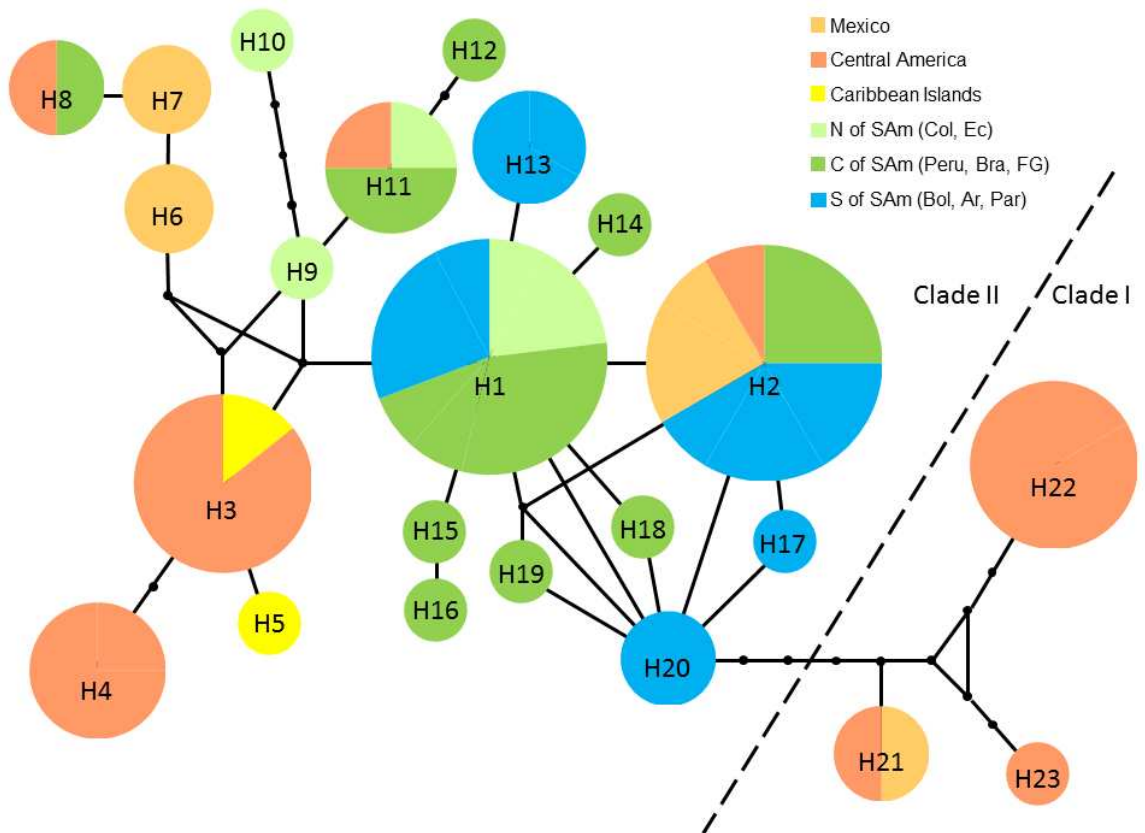 H10
H12
Mexico
Central America
Caribbean Islands
N of SAm (Col, Ec)
C of SAm (Peru, Bra, FG)
S of SAm (Bol, Ar, Par)
H8
H7
H13
H11
H6
H14
H9
Clade II
Clade I
H1
H2
H22
H3
H15
H18
H17
H19
H16
H5
H20
H4
H21
H23